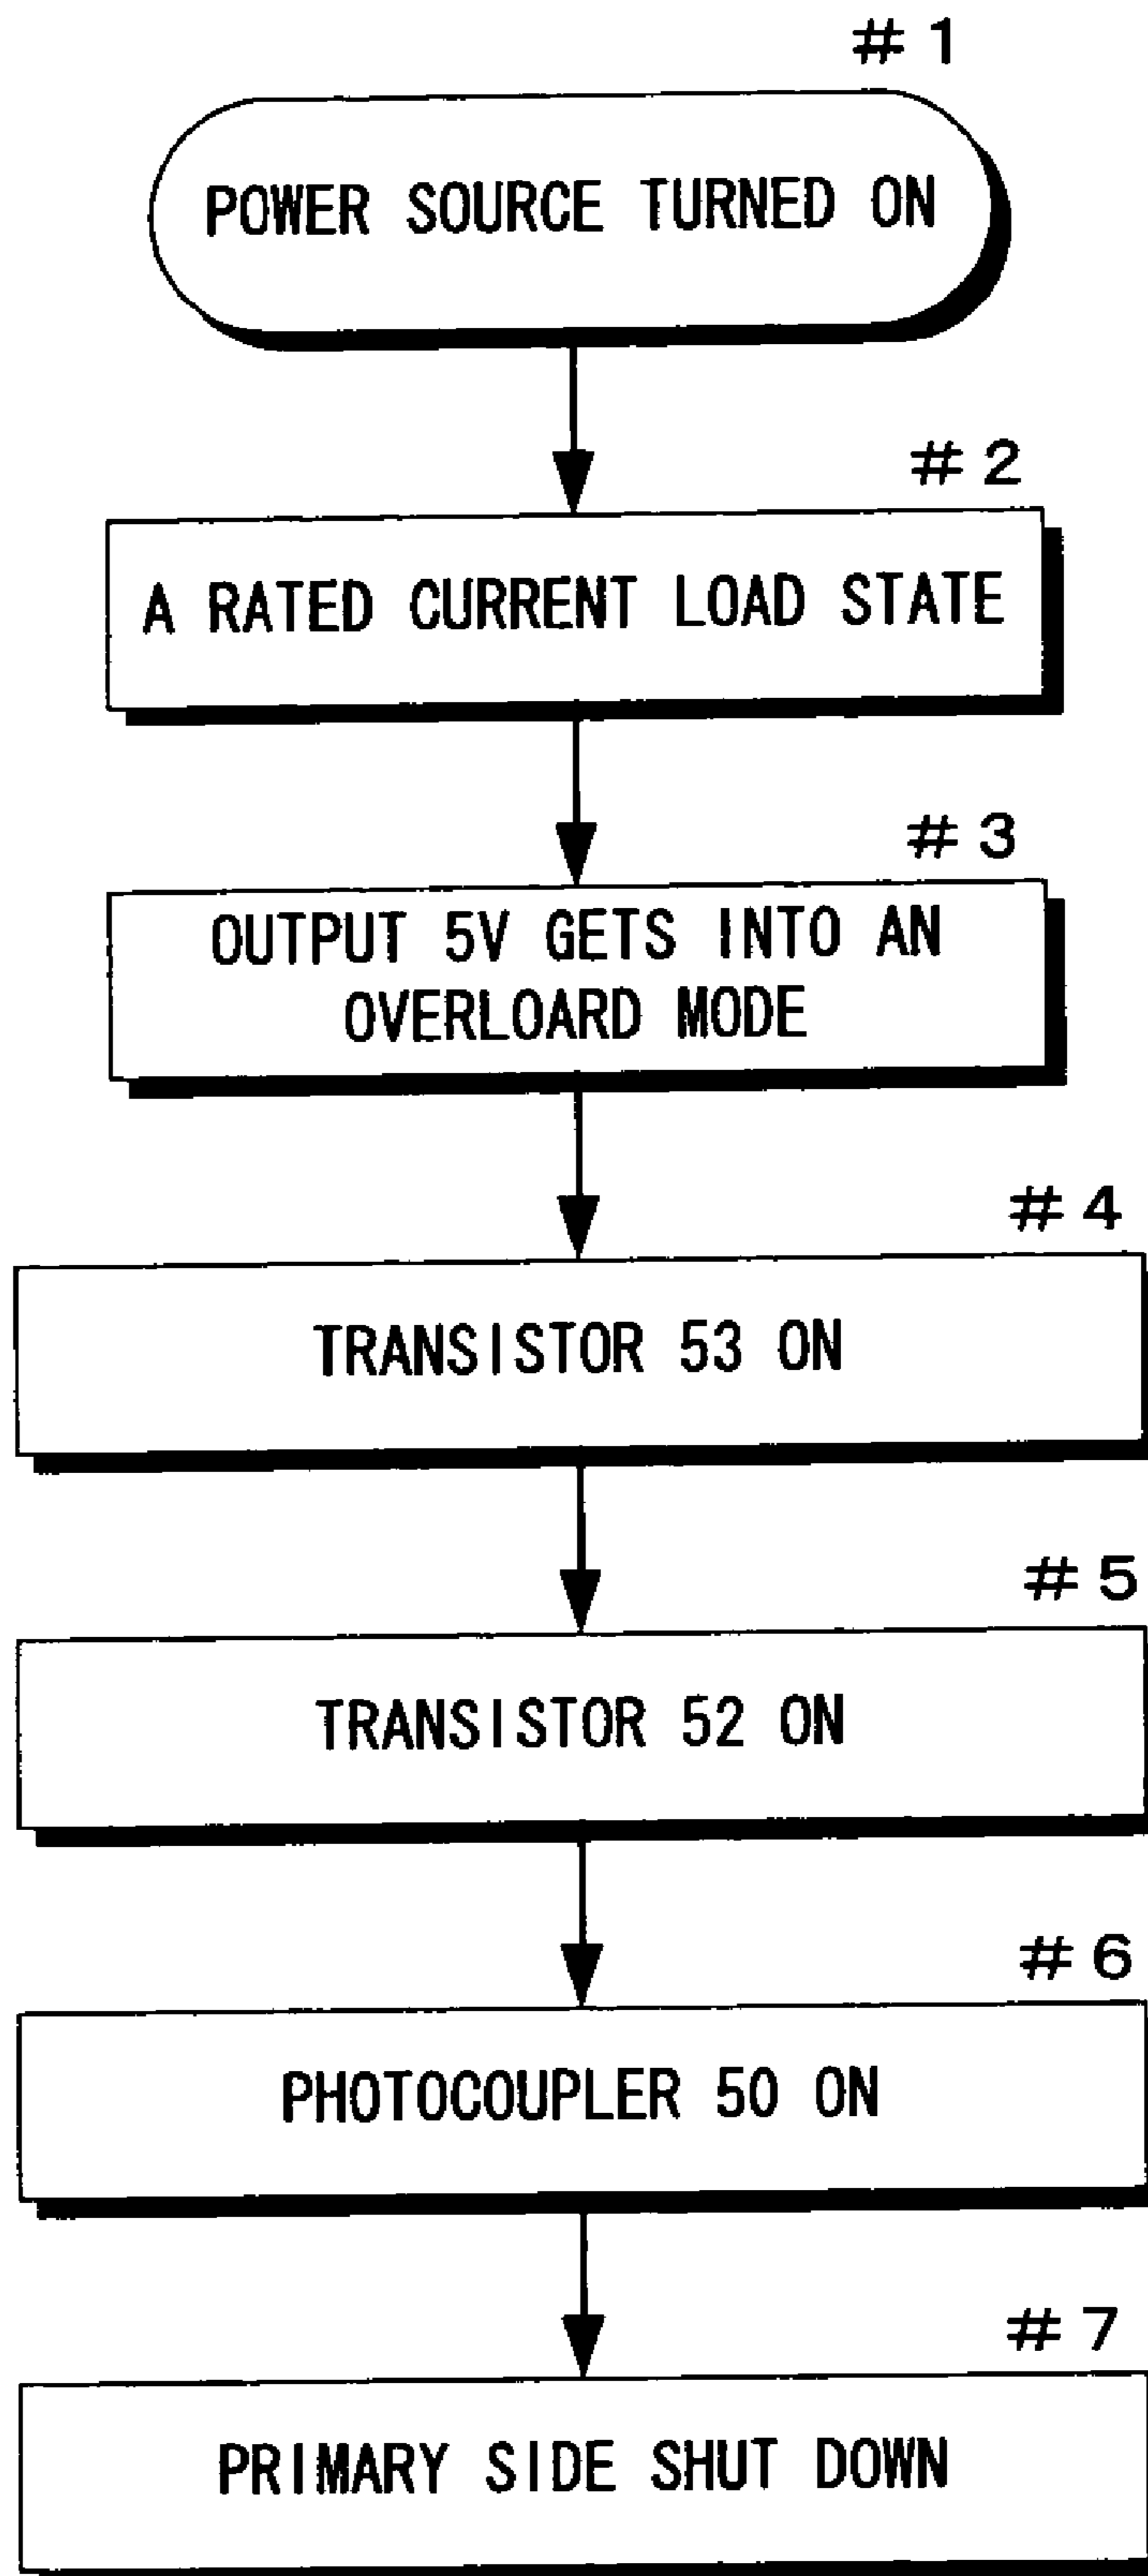 #1
POWER SOURCE TURNED ON
#2
A RATED CURRENT LOAD STATE
#3
OUTPUT 5V GETS INTO AN
OVERLOARD MODE
#4
TRANSISTOR 53 ON
#5
TRANSISTOR 52 ON
#6
PHOTOCOUPLER 50 ON
#7
PRIMARY SIDE SHUT DOWN